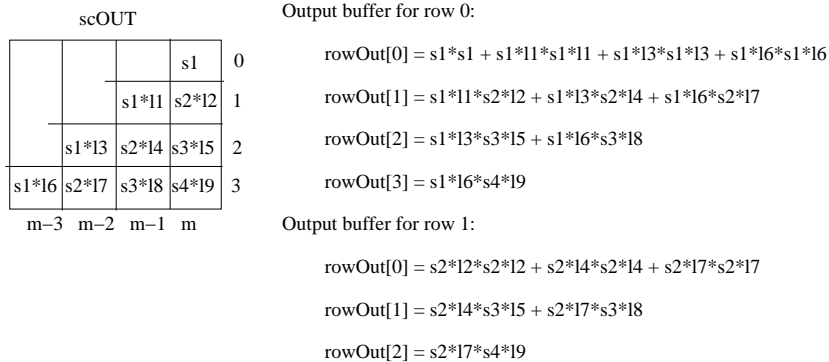 scOUT
s1 0
s1*l1 s2*l2 1
s1*l3 s2*l4 s3*l5 2
s1*l6 s2*l7 s3*l8 s4*l9 3
m−3 m−2 m−1 m
Output buffer for row 0:
rowOut[0] = s1*s1 + s1*l1*s1*l1 + s1*l3*s1*l3 + s1*l6*s1*l6
rowOut[1] = s1*l1*s2*l2 + s1*l3*s2*l4 + s1*l6*s2*l7
rowOut[2] = s1*l3*s3*l5 + s1*l6*s3*l8
rowOut[3] = s1*l6*s4*l9
Output buffer for row 1:
rowOut[0] = s2*l2*s2*l2 + s2*l4*s2*l4 + s2*l7*s2*l7
rowOut[1] = s2*l4*s3*l5 + s2*l7*s3*l8
rowOut[2] = s2*l7*s4*l9